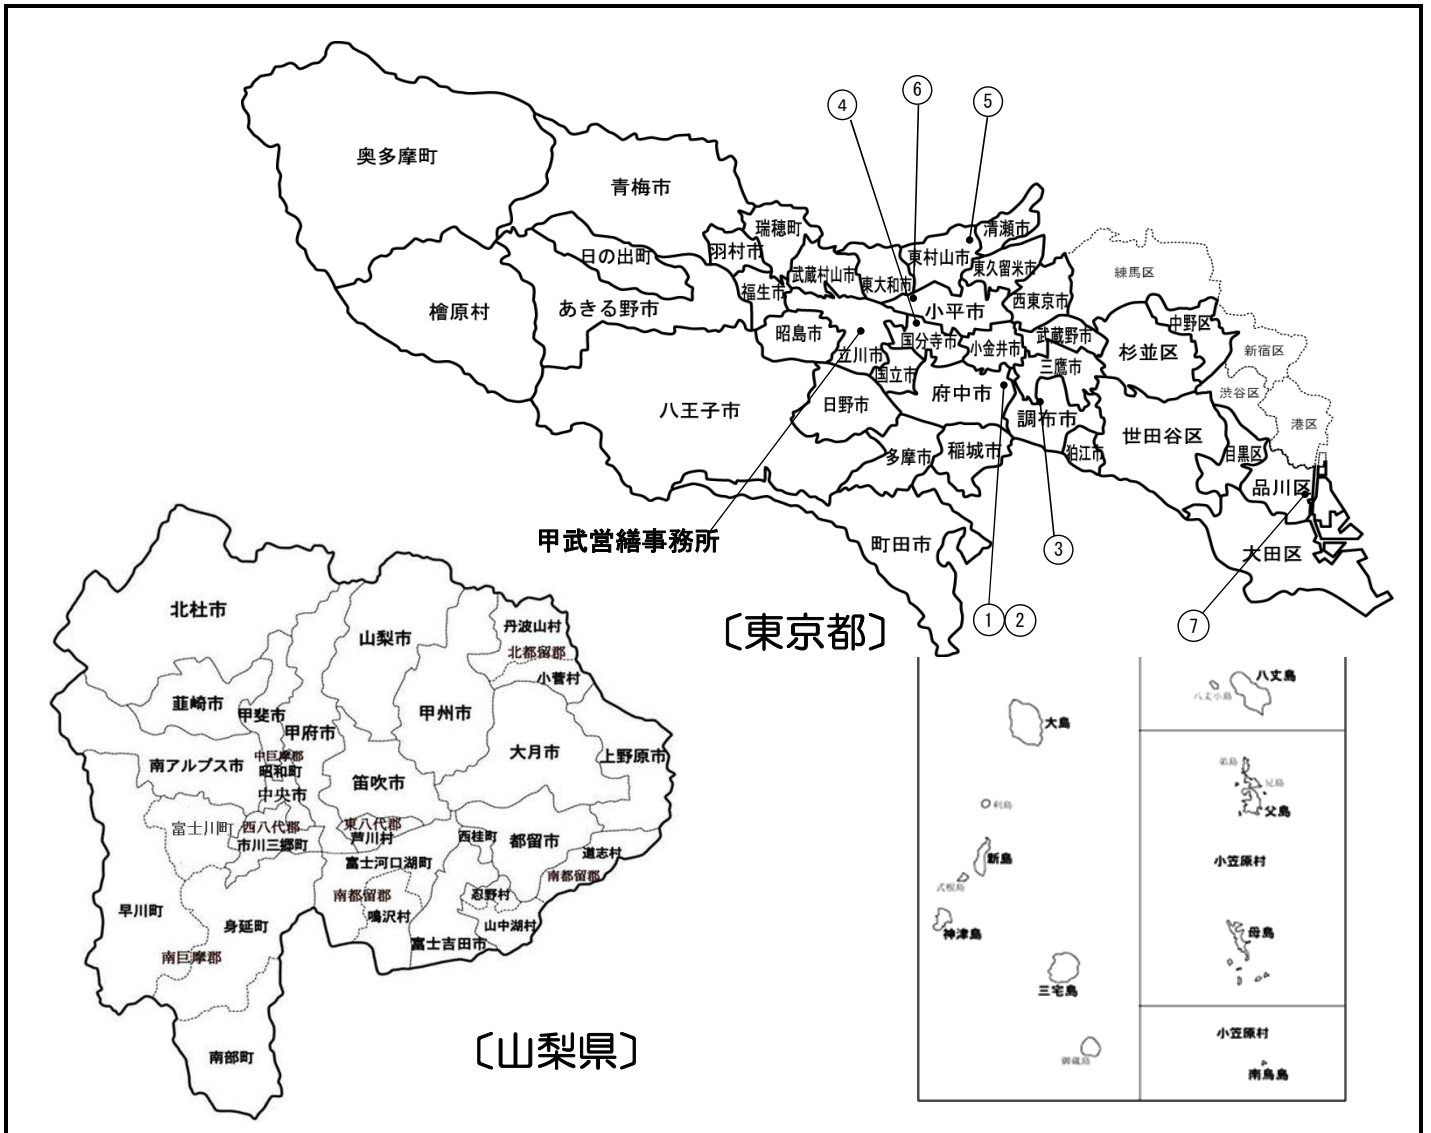 ⑥
④
⑤
奥多摩町
青梅市
瑞穂町
清瀬市
羽村市
日の出町
東村山市
東久留米市
武蔵村山市
練馬区
東大和市
福生市
西東京市
あきる野市
檜原村
小平市
中野区
昭島市
国分寺市
武蔵野市
小金井市
立川市
杉並区
新宿区
三鷹市
国立市
府中市
渋谷区
八王子市
日野市
調布市
港区
世田谷区
稲城市
狛江市
目黒区
多摩市
品川区
甲武営繕事務所
町田市
③
大田区
①②
⑦
〔東京都〕
北杜市
山梨市
丹波山村
北都留郡
小菅村
韮崎市
甲斐市
甲州市
甲府市
大月市
上野原市
中巨摩郡
南アルプス市
昭和町
笛吹市
中央市
富士川町
西八代郡
東八代郡
芦川村
市川三郷町
西桂町
都留市
道志村
富士河口湖町
南都留郡
南都留郡
忍野村
早川町
鳴沢村
身延町
山中湖村
富士吉田市
南巨摩郡
南部町
〔山梨県〕
八丈島
八丈小島
大島
弟島
兄島
利島
父島
新島
小笠原村
式根島
神津島
母島
三宅島
小笠原村
御蔵島
南鳥島